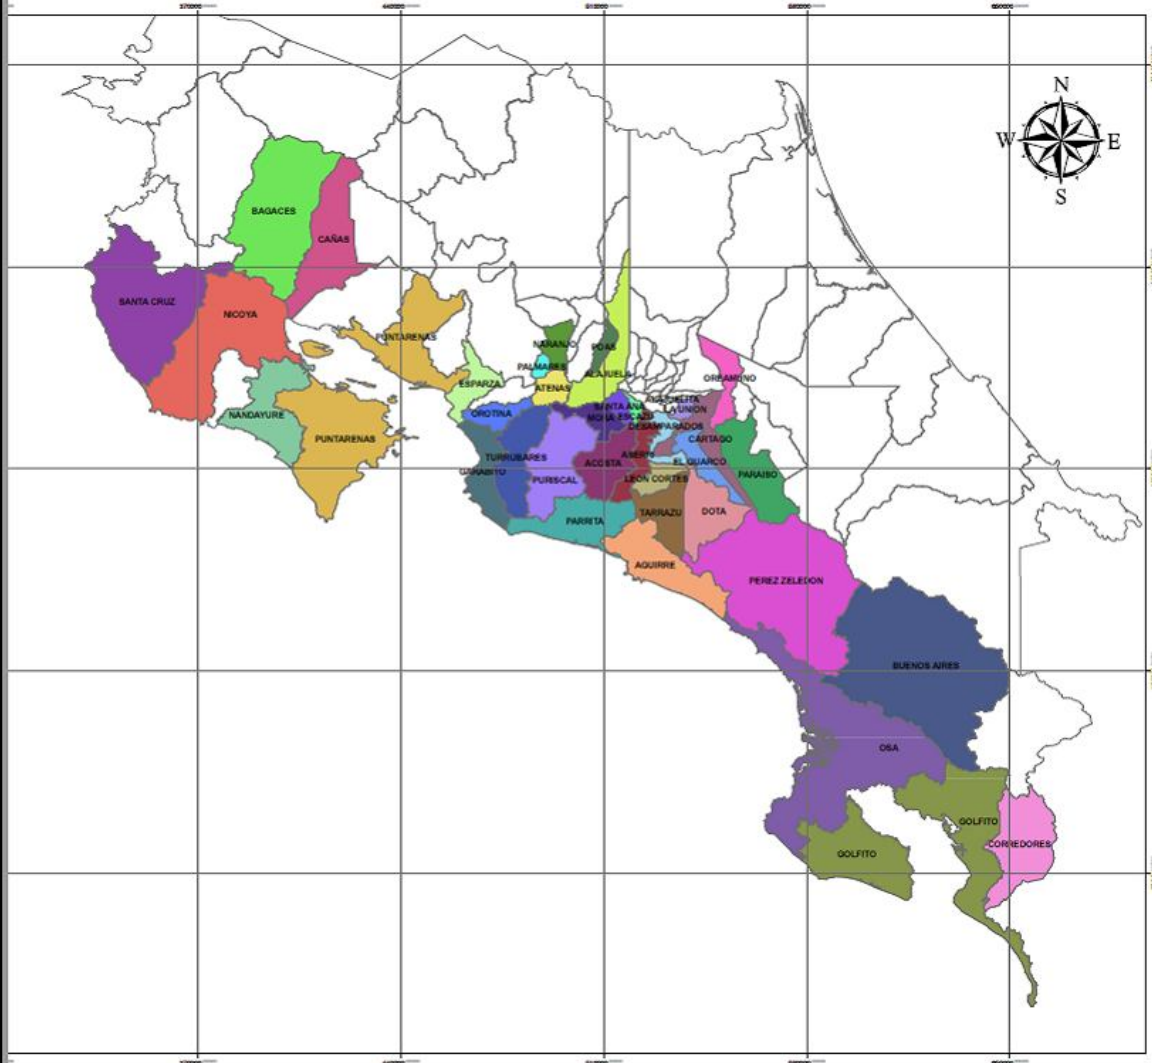 N
W
E
S
BAGACES
CAÑAS
SANTA CRUZ
NICOYA
PUNTARENAS
NARANJO
POAS
PALMARES
ALAJUELA
OREAMUNO
ESPARZA
ATENAS
NANDAYURE
OROTINA
SANTA ANA
MORA
ESCAZU
ALAJUELITA
LA UNION
DESAMPARADOS
PUNTARENAS
CARTAGO
TURRUBARES
ASERRI
ACOSTA
EL GUARCO
GARABITO
PURISCAL
LEON CORTES
PARAISO
PARRITA
TARRAZU
DOTA
AGUIRRE
PEREZ ZELEDON
BUENOS AIRES
OSA
GOLFITO
CORREDORES
GOLFITO